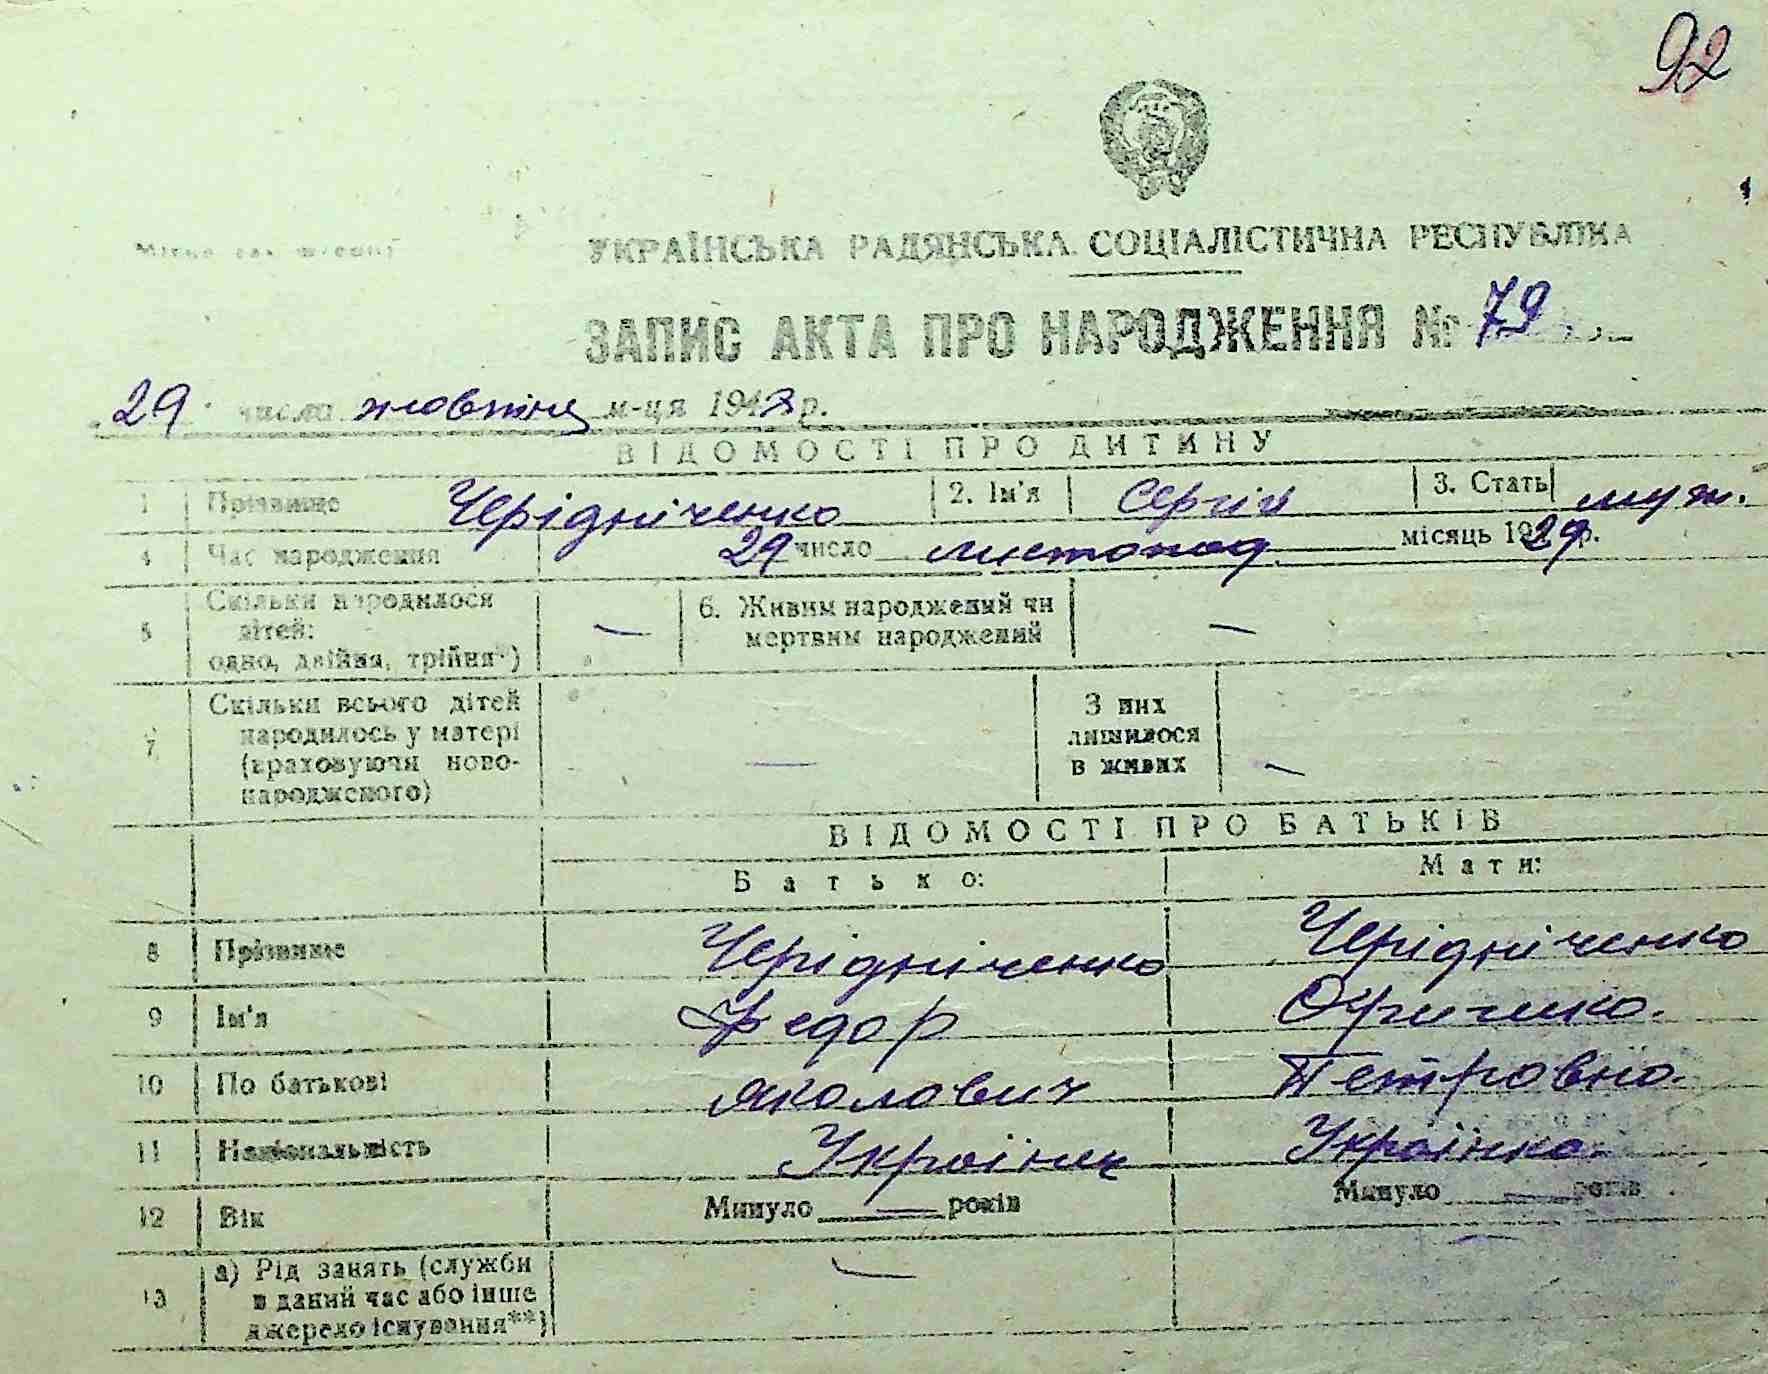 92
Місце для штампу
УКРАЇНСЬКА РАДЯНСЬКА СОЦІАЛІСТИЧНА РЕСПУБЛІКА
ЗАПИС АКТА ПРО НАРОДЖЕННЯ № 79
29 числа жовтня м-ця 1948 р.
ВІДОМОСТІ ПРО ДИТИНУ
1 Прізвище Черідніченко 2. Ім'я Сергій 3. Стать муж.
4 Час народження 29 число листопад місяць 1929 р.
5 Скільки народилося дітей: одно, двійня, трійня*) — 6. Живим народжений чи мертвим народжений —
7 Скільки всього дітей народилось у матері (враховуючи новонародженого) — З них лишилося в живих —
ВІДОМОСТІ ПРО БАТЬКІВ
Батько: Мати:
8 Прізвище Черідніченко Черідніченко
9 Ім'я Федор
10 По батькові Петровна.
11 Національність Українец Українка.
12 Вік Минуло — років Минуло — років
13 а) Рід занять (служби в даний час або інше джерело існування**) — —